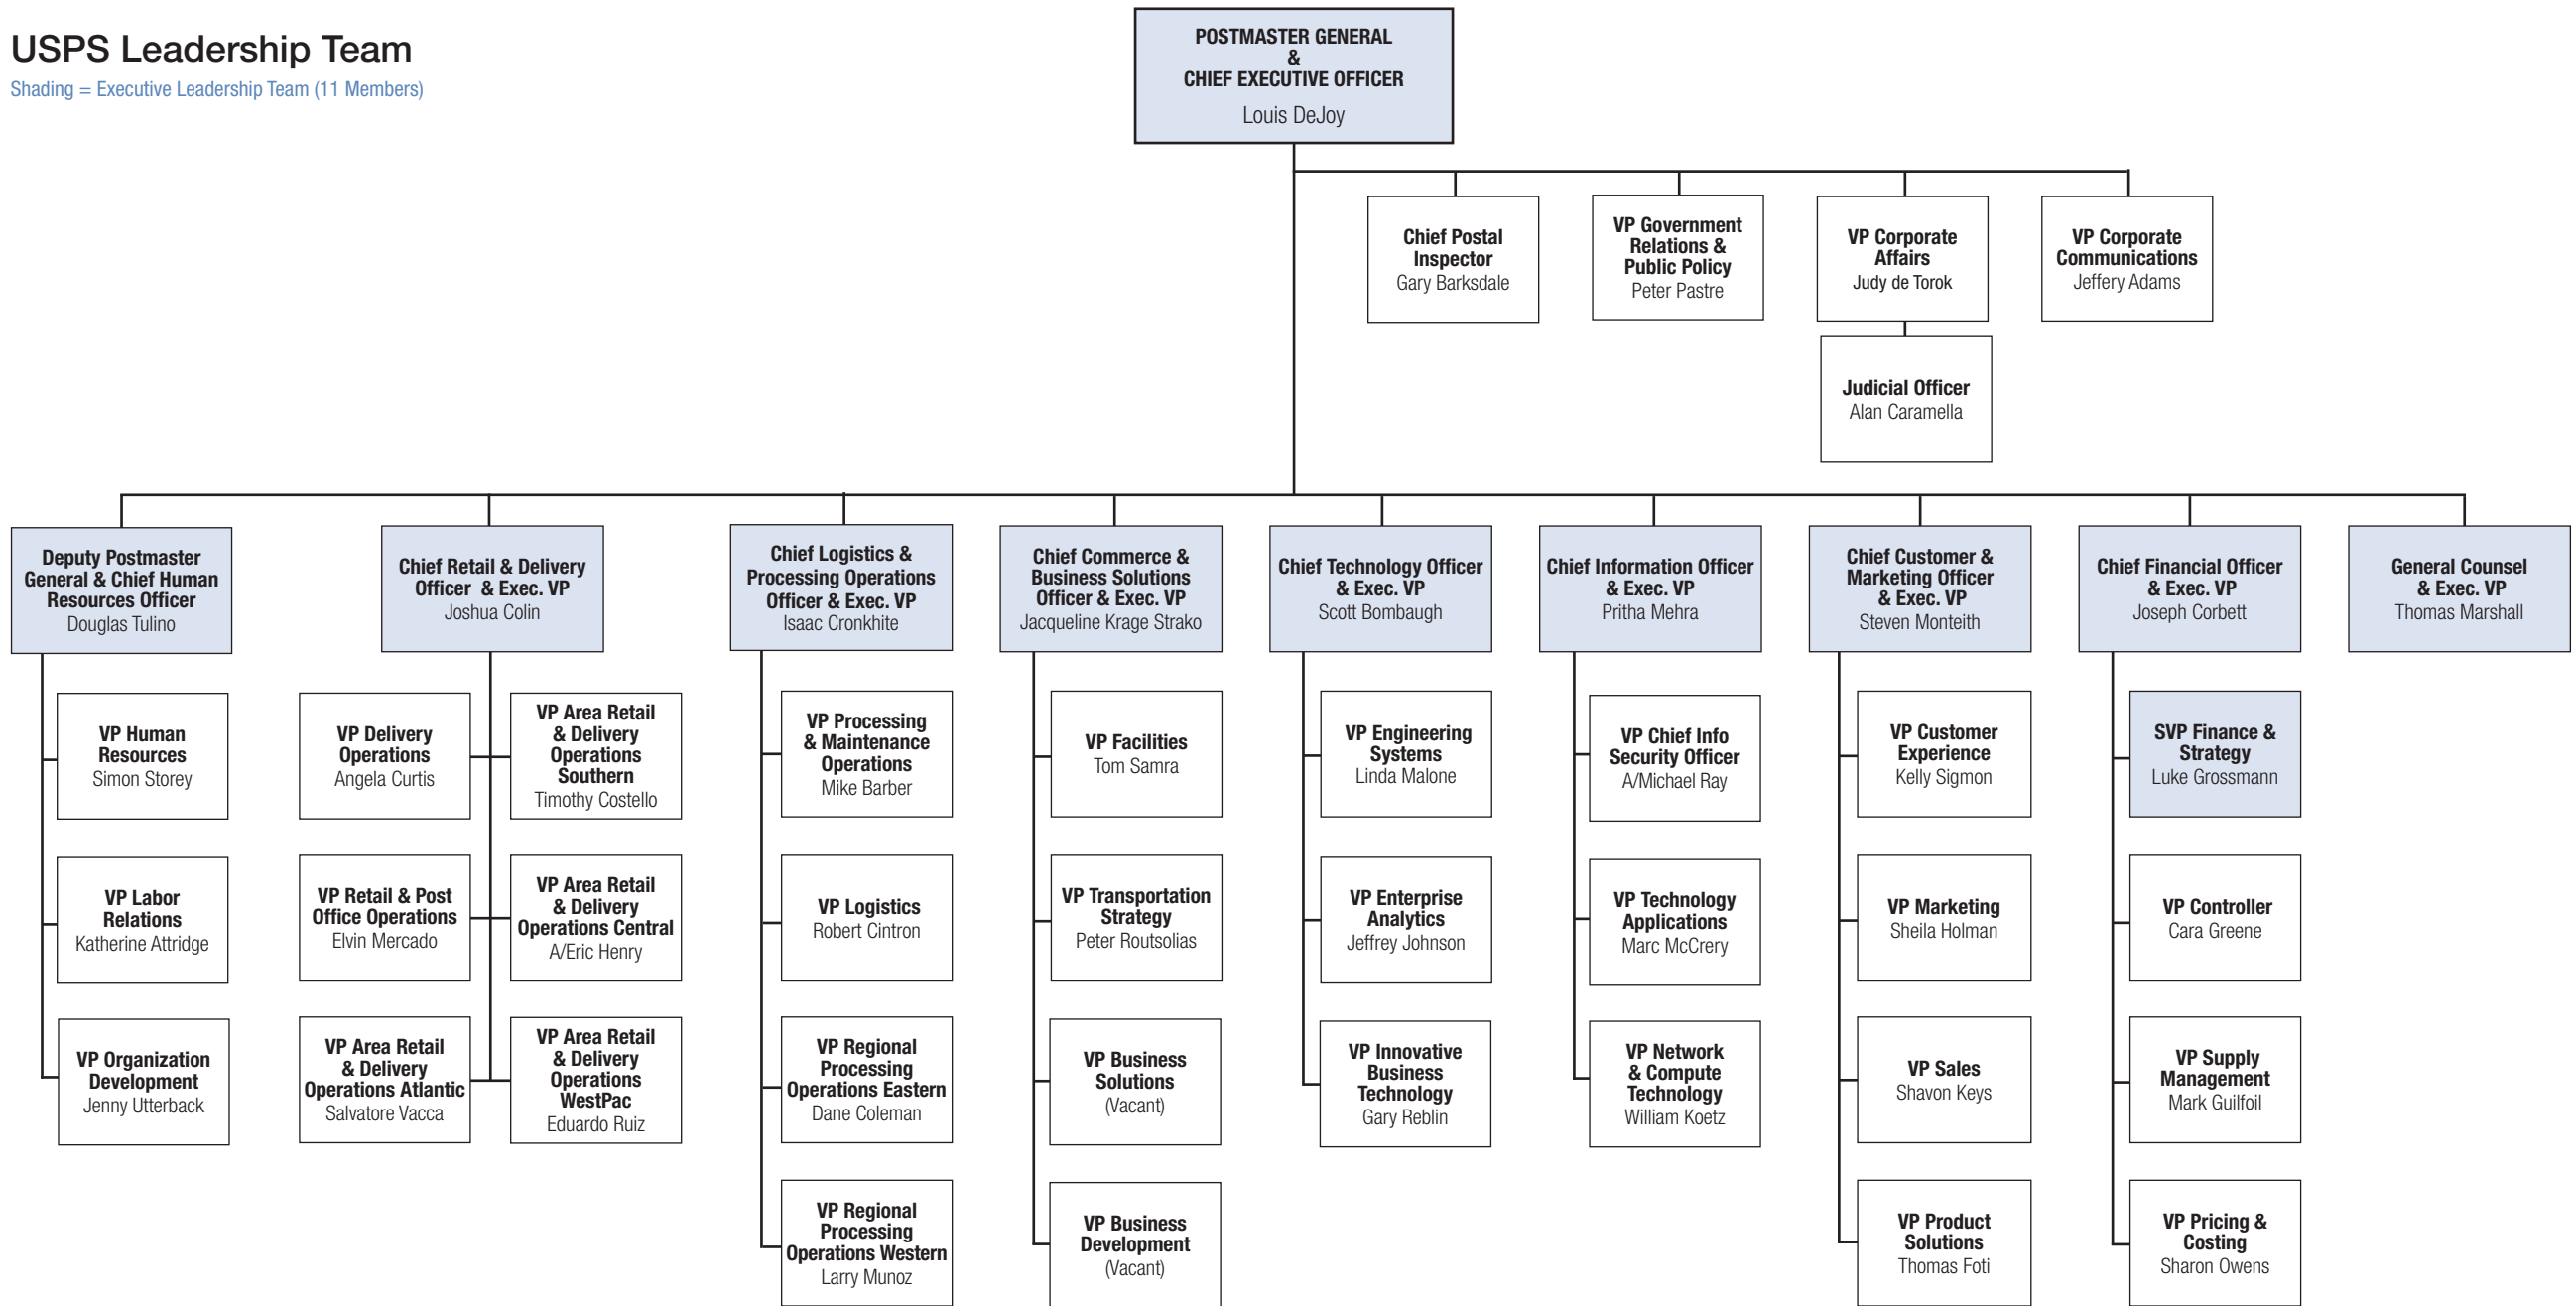 USPS Leadership Team
Shading = Executive Leadership Team (11 Members)
POSTMASTER GENERAL
&
CHIEF EXECUTIVE OFFICER
Louis DeJoy
Chief Postal
Inspector
Gary Barksdale
VP Government
Relations &
Public Policy
Peter Pastre
VP Corporate
Affairs
Judy de Torok
VP Corporate
Communications
Jeffery Adams
Judicial Officer
Alan Caramella
Deputy Postmaster
General & Chief Human
Resources Officer
Douglas Tulino
VP Human
Resources
Simon Storey
VP Labor
Relations
Katherine Attridge
VP Organization
Development
Jenny Utterback
Chief Retail & Delivery
Officer & Exec. VP
Joshua Colin
VP Delivery
Operations
Angela Curtis
VP Area Retail
& Delivery
Operations
Southern
Timothy Costello
VP Retail & Post
Office Operations
Elvin Mercado
VP Area Retail
& Delivery
Operations Central
A/Eric Henry
VP Area Retail
& Delivery
Operations Atlantic
Salvatore Vacca
VP Area Retail
& Delivery
Operations
WestPac
Eduardo Ruiz
Chief Logistics &
Processing Operations
Officer & Exec. VP
Isaac Cronkhite
VP Processing
& Maintenance
Operations
Mike Barber
VP Logistics
Robert Cintron
VP Regional
Processing
Operations Eastern
Dane Coleman
VP Regional
Processing
Operations Western
Larry Munoz
Chief Commerce &
Business Solutions
Officer & Exec. VP
Jacqueline Krage Strako
VP Facilities
Tom Samra
VP Transportation
Strategy
Peter Routsolias
VP Business
Solutions
(Vacant)
VP Business
Development
(Vacant)
Chief Technology Officer
& Exec. VP
Scott Bombaugh
VP Engineering
Systems
Linda Malone
VP Enterprise
Analytics
Jeffrey Johnson
VP Innovative
Business
Technology
Gary Reblin
Chief Information Officer
& Exec. VP
Pritha Mehra
VP Chief Info
Security Officer
A/Michael Ray
VP Technology
Applications
Marc McCrery
VP Network
& Compute
Technology
William Koetz
Chief Customer &
Marketing Officer
& Exec. VP
Steven Monteith
VP Customer
Experience
Kelly Sigmon
VP Marketing
Sheila Holman
VP Sales
Shavon Keys
VP Product
Solutions
Thomas Foti
Chief Financial Officer
& Exec. VP
Joseph Corbett
SVP Finance &
Strategy
Luke Grossmann
VP Controller
Cara Greene
VP Supply
Management
Mark Guilfoil
VP Pricing &
Costing
Sharon Owens
General Counsel
& Exec. VP
Thomas Marshall